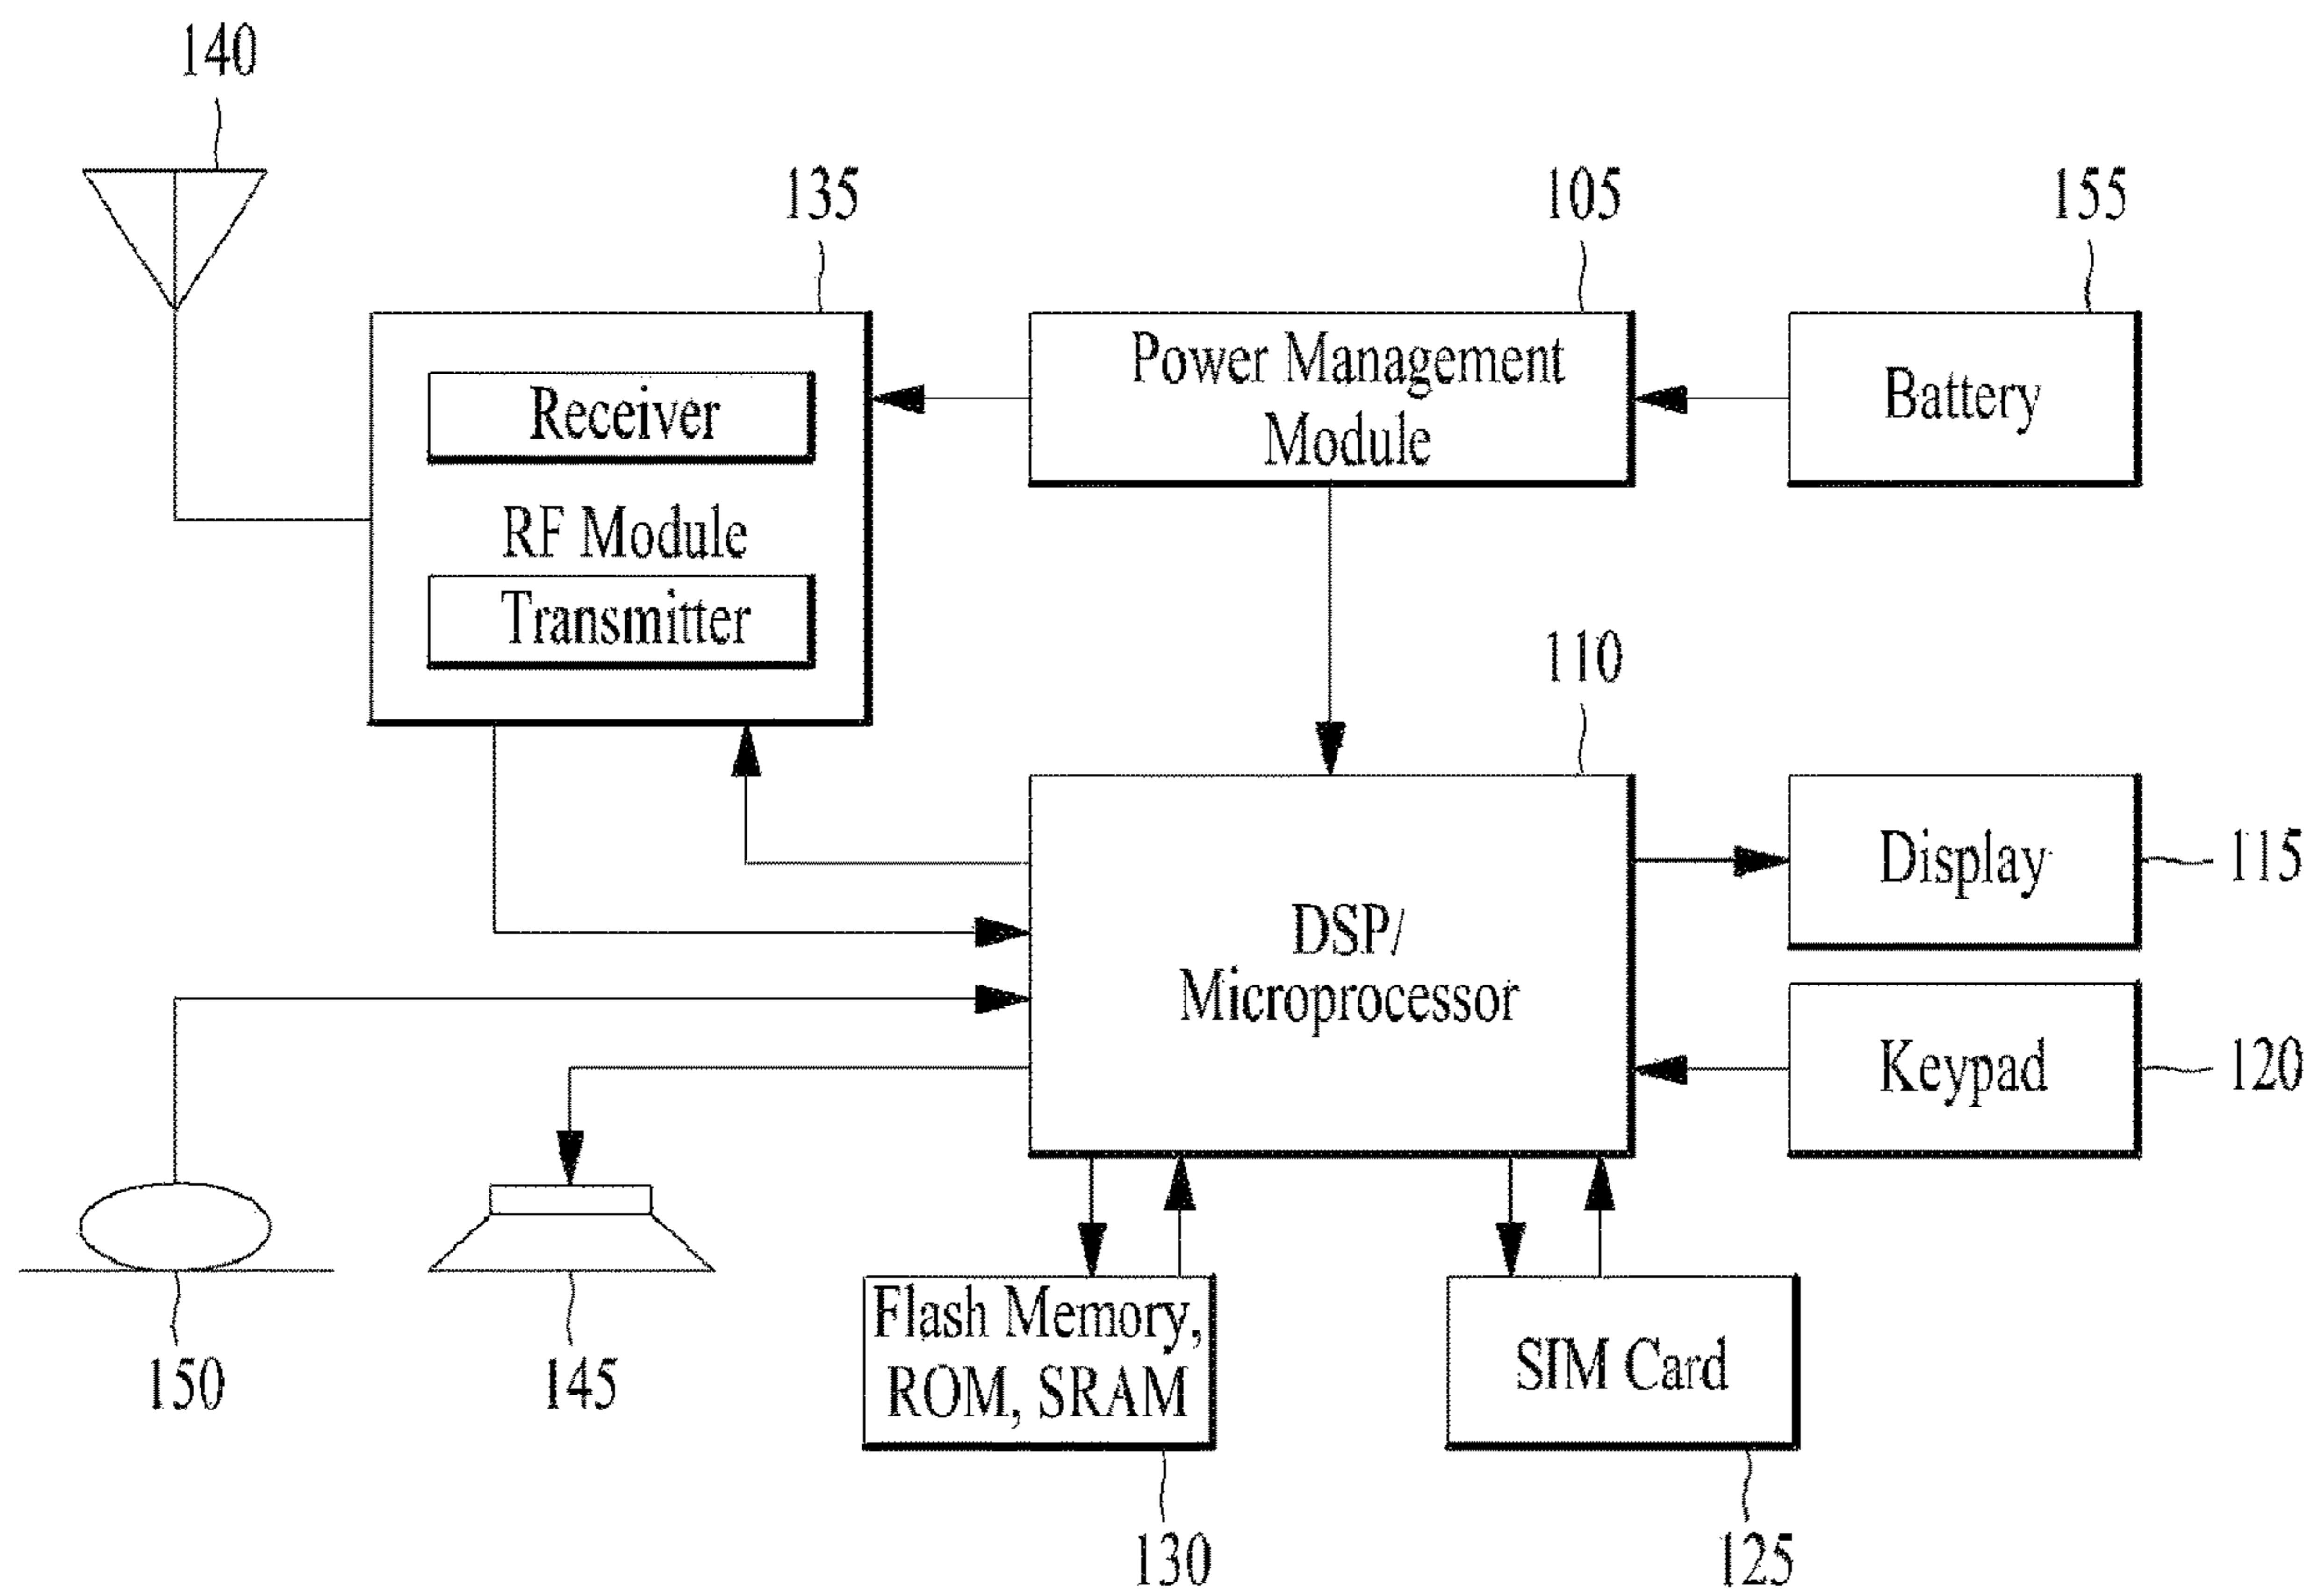 140
135
105
155
Receiver
RF Module
Transmitter
Power Management
Module
Battery
110
DSP/
Microprocessor
Display
115
Keypad
120
150
145
Flash Memory,
ROM, SRAM
SIM Card
130
125